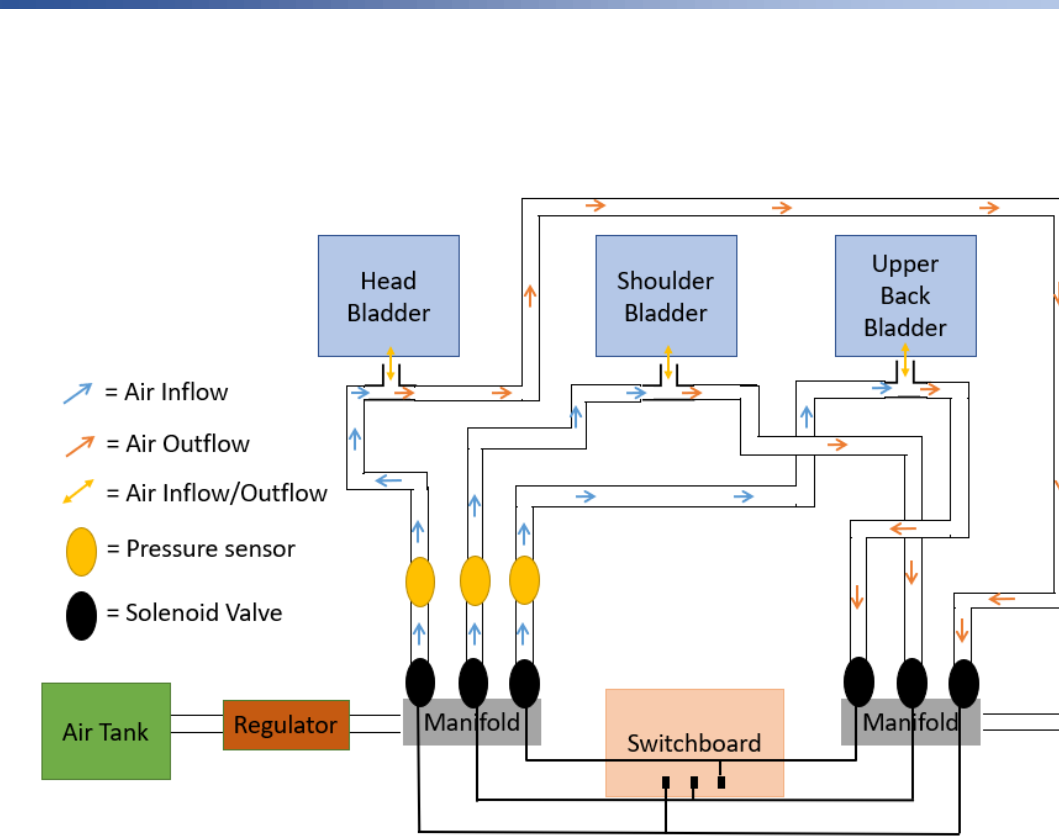 Head
Bladder
Shoulder
Bladder
Upper
Back
Bladder
= Air Inflow
= Air Outflow
= Air Inflow/Outflow
= Pressure sensor
= Solenoid Valve
Air Tank
Regulator
Manifold
Switchboard
Manifold